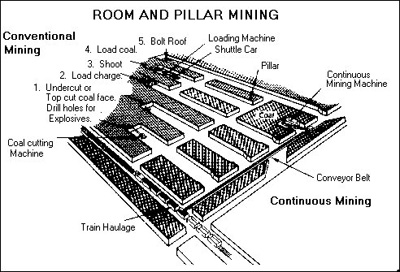 ROOM AND PILLAR MINING
Conventional
Mining
5. Bolt Roof
Loading Machine
Shuttle Car
4. Load coal.
3. Shoot
2. Load charge.
Pillar
1. Undercut or
Top cut coal face.
Drill holes for
Explosives.
Continuous
Mining Machine
Coal
Coal cutting
Machine
Conveyor Belt
Continuous Mining
Train Haulage